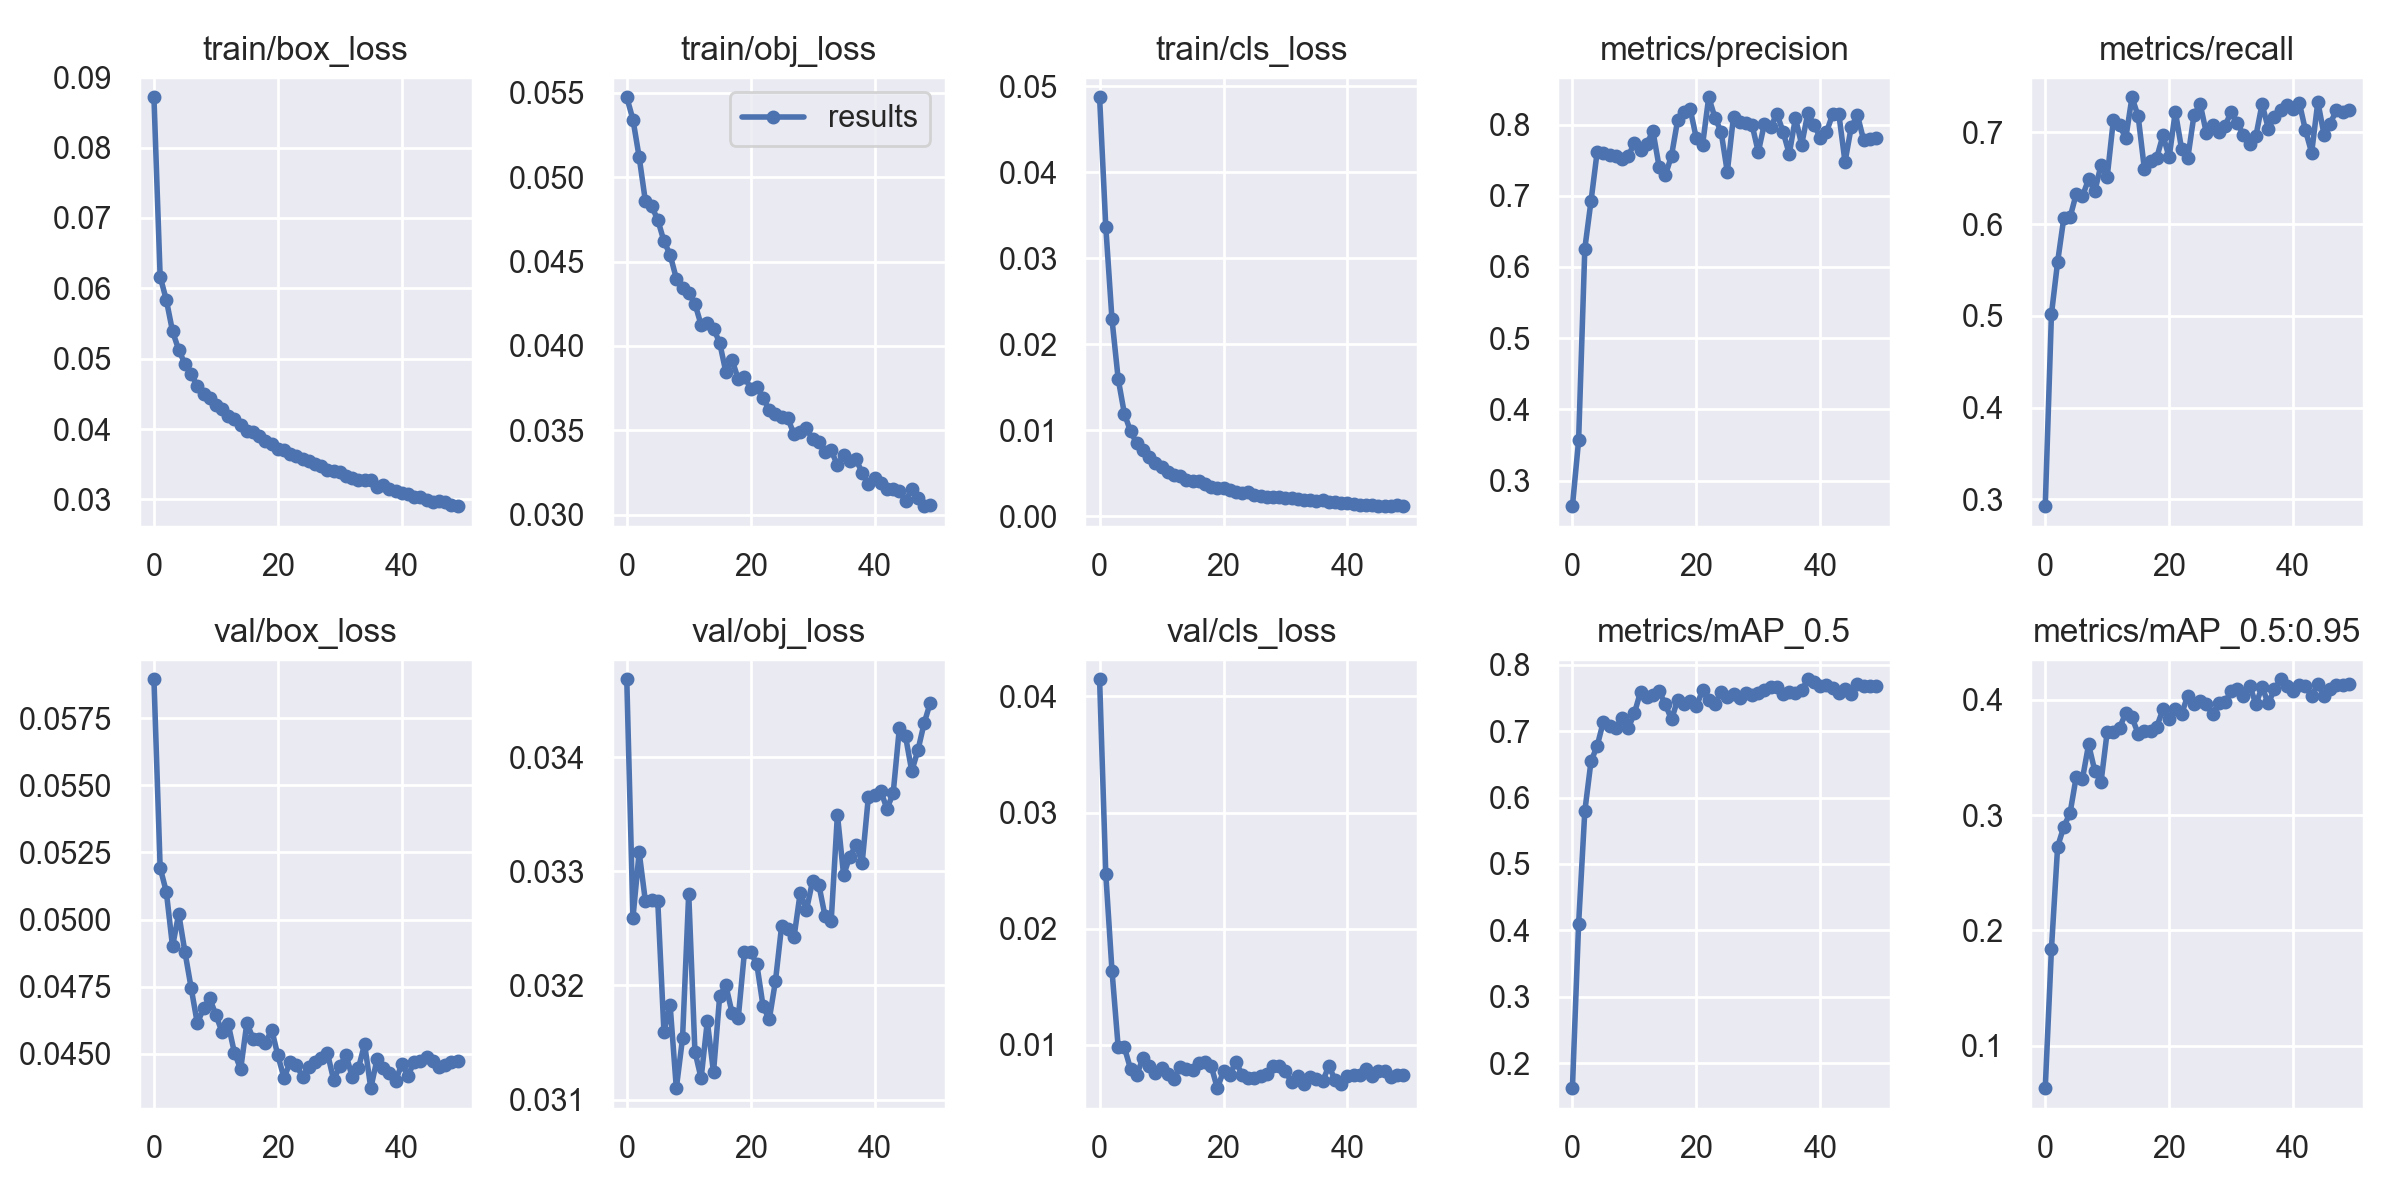 train/box_loss
0.09
0.08
0.07
0.06
0.05
0.04
0.03
0 20 40
train/obj_loss
results
0.055
0.050
0.045
0.040
0.035
0.030
0 20 40
train/cls_loss
0.05
0.04
0.03
0.02
0.01
0.00
0 20 40
metrics/precision
0.8
0.7
0.6
0.5
0.4
0.3
0 20 40
metrics/recall
0.7
0.6
0.5
0.4
0.3
0 20 40
val/box_loss
0.0575
0.0550
0.0525
0.0500
0.0475
0.0450
0 20 40
val/obj_loss
0.034
0.033
0.032
0.031
0 20 40
val/cls_loss
0.04
0.03
0.02
0.01
0 20 40
metrics/mAP_0.5
0.8
0.7
0.6
0.5
0.4
0.3
0.2
0 20 40
metrics/mAP_0.5:0.95
0.4
0.3
0.2
0.1
0 20 40